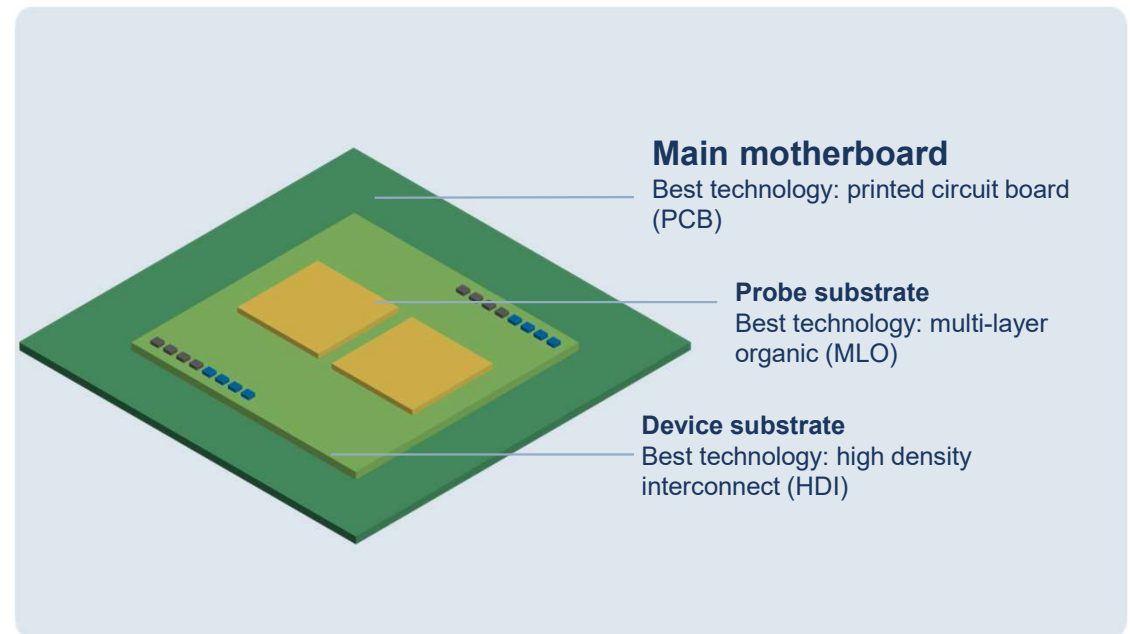 Main motherboard
Best technology: printed circuit board
(PCB)
Probe substrate
Best technology: multi-layer
organic (MLO)
Device substrate
Best technology: high density
interconnect (HDI)